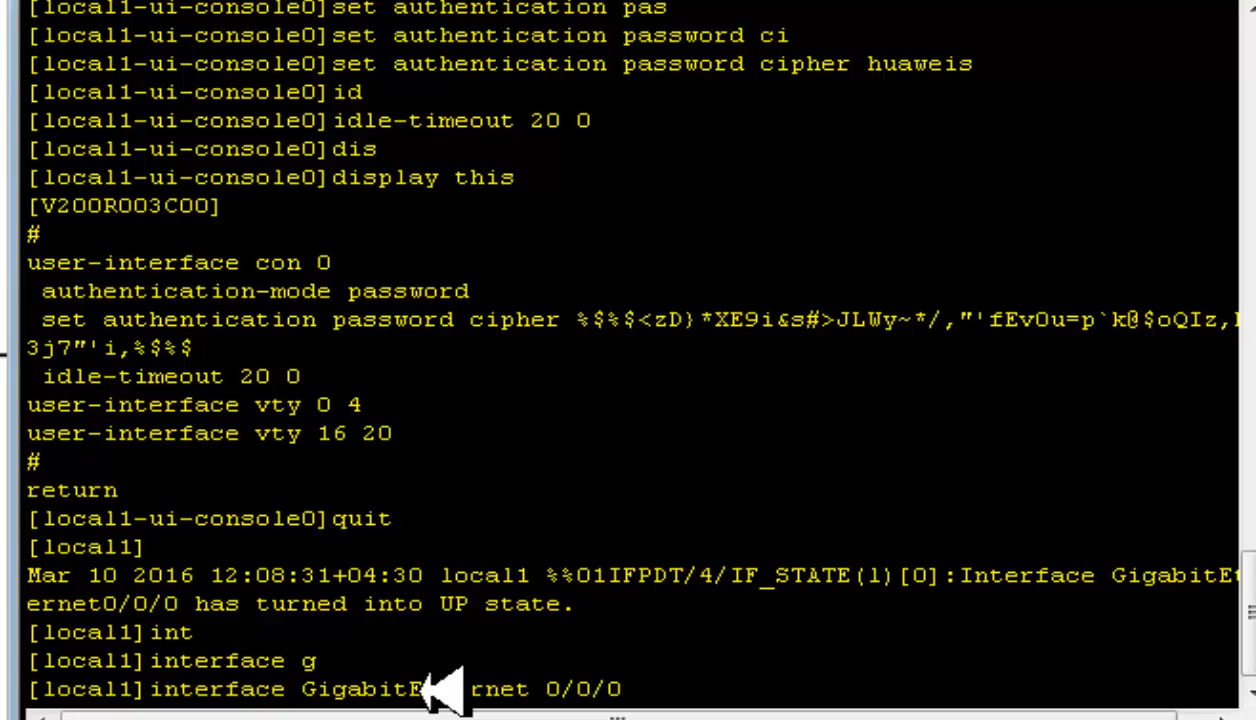 [local1-ui-console0]set authentication pas
[local1-ui-console0]set authentication password ci
[local1-ui-console0]set authentication password cipher huaweis
[local1-ui-console0]id
[local1-ui-console0]idle-timeout 20 0
[local1-ui-console0]dis
[local1-ui-console0]display this
[V200R003C00]
#
user-interface con 0
 authentication-mode password
 set authentication password cipher %$%$<zD}*XE9i&s#>JLWy~*/,"'fEvOu=p`k@$oQIz,
3j7"'i,%$%$
 idle-timeout 20 0
user-interface vty 0 4
user-interface vty 16 20
#
return
[local1-ui-console0]quit
[local1]
Mar 10 2016 12:08:31+04:30 local1 %%01IFPDT/4/IF_STATE(l)[0]:Interface GigabitEt
ernet0/0/0 has turned into UP state.
[local1]int
[local1]interface g
[local1]interface GigabitE rnet 0/0/0